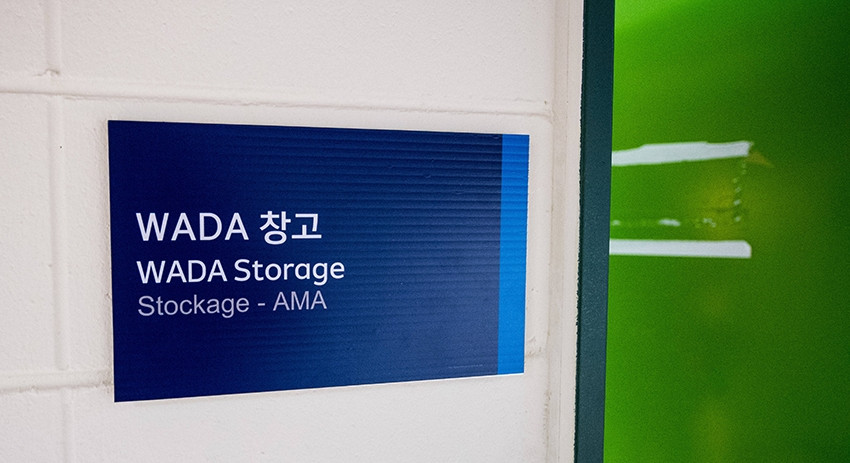 WADA 창고
WADA Storage
Stockage - AMA